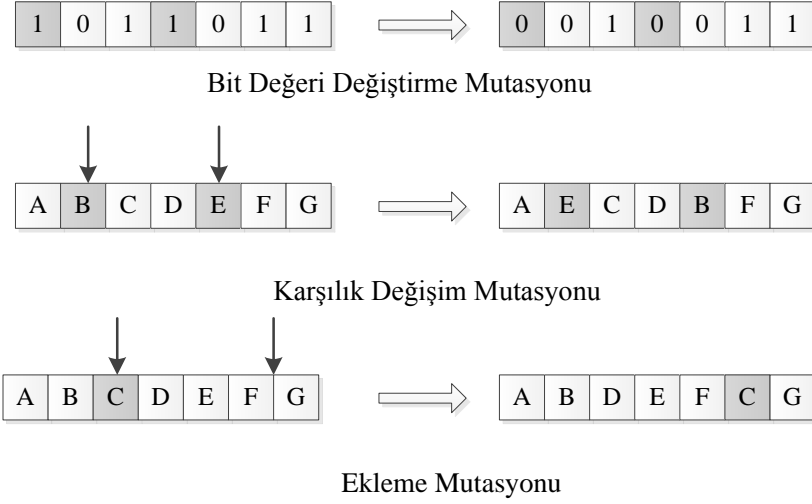 1 0 1 1 0 1 1 0 0 1 0 0 1 1
Bit Değeri Değiştirme Mutasyonu
A B C D E F G A E C D B F G
Karşılık Değişim Mutasyonu
A B C D E F G A B D E F C G
Ekleme Mutasyonu